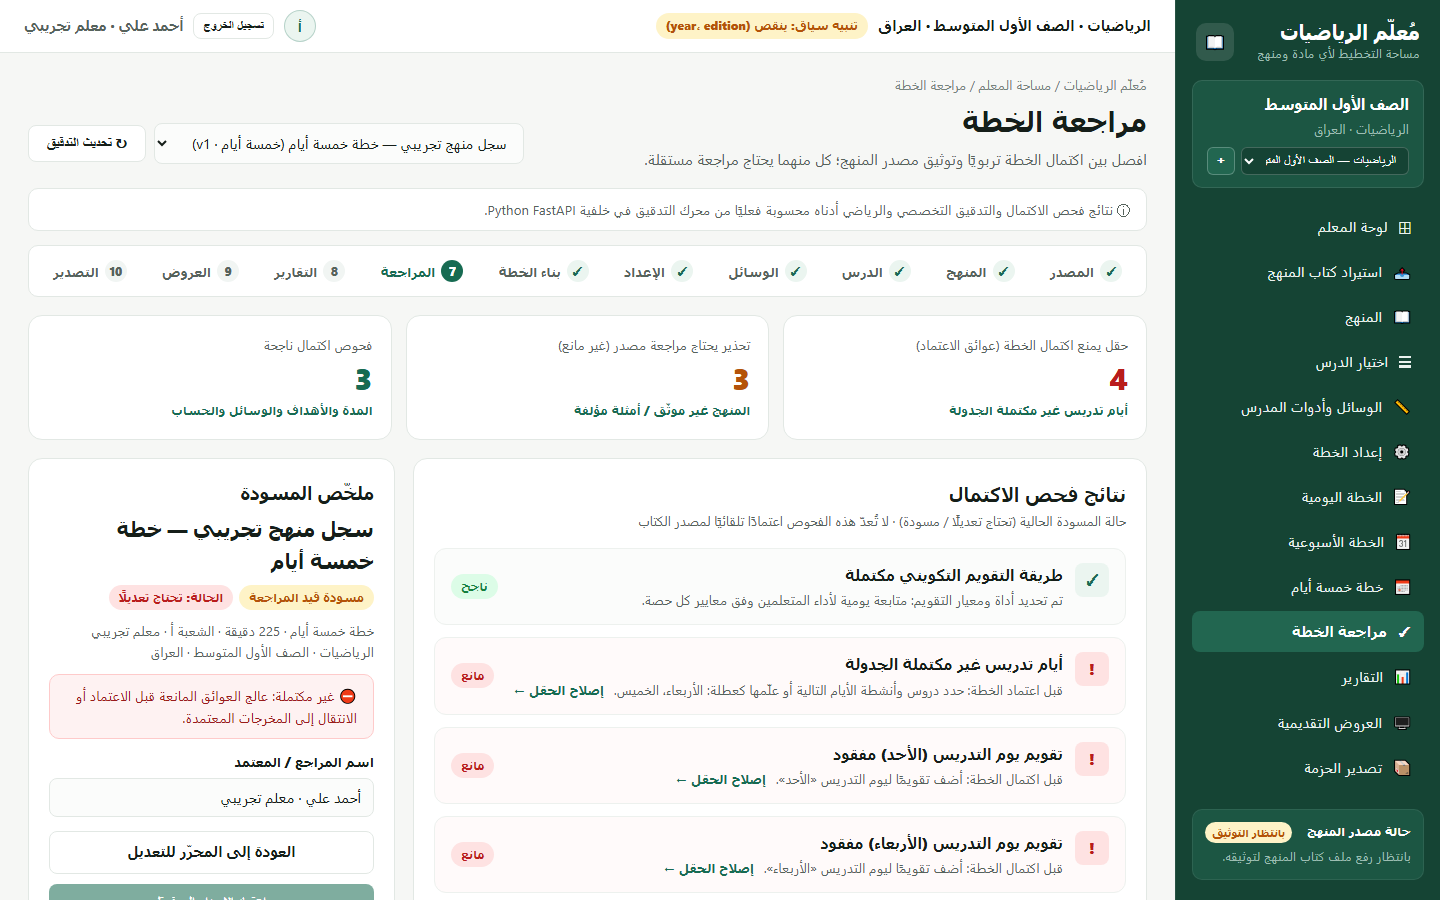 مُعلّم الرياضيات
مساحة التخطيط لأي مادة ومنهج
الصف الأول المتوسط
الرياضيات · العراق
الرياضيات — الصف الأول المتو
+
لوحة المعلم
استيراد كتاب المنهج
المنهج
اختيار الدرس
الوسائل وأدوات المدرس
إعداد الخطة
الخطة اليومية
الخطة الأسبوعية
خطة خمسة أيام
مراجعة الخطة
التقارير
العروض التقديمية
تصدير الحزمة
حالة مصدر المنهج
بانتظار التوثيق
بانتظار رفع ملف كتاب المنهج لتوثيقه.
الرياضيات · الصف الأول المتوسط · العراق
تنبيه سياق: ينقص (year، edition)
أ
تسجيل الخروج
أحمد علي · معلم تجريبي
مُعلّم الرياضيات / مساحة المعلم / مراجعة الخطة
مراجعة الخطة
افصل بين اكتمال الخطة تربويًا وتوثيق مصدر المنهج؛ كل منهما يحتاج مراجعة مستقلة.
سجل منهج تجريبي — خطة خمسة أيام (خمسة أيام · v1)
↻ تحديث التدقيق
ⓘ نتائج فحص الاكتمال والتدقيق التخصصي والرياضي أدناه محسوبة فعليًا من محرك التدقيق في خلفية Python FastAPI.
✓ المصدر
✓ المنهج
✓ الدرس
✓ الوسائل
✓ الإعداد
✓ بناء الخطة
7 المراجعة
8 التقارير
9 العروض
10 التصدير
حقل يمنع اكتمال الخطة (عوائق الاعتماد)
4
أيام تدريس غير مكتملة الجدولة
تحذير يحتاج مراجعة مصدر (غير مانع)
3
المنهج غير موثّق / أمثلة مؤلفة
فحوص اكتمال ناجحة
3
المدة والأهداف والوسائل والحساب
نتائج فحص الاكتمال
حالة المسودة الحالية (تحتاج تعديلًا / مسودة) · لا تُعدّ هذه الفحوص اعتمادًا تلقائيًا لمصدر الكتاب
✓
طريقة التقويم التكويني مكتملة
تم تحديد أداة ومعيار التقويم: متابعة يومية لأداء المتعلمين وفق معايير كل حصة.
ناجح
!
أيام تدريس غير مكتملة الجدولة
قبل اعتماد الخطة: حدد دروس وأنشطة الأيام التالية أو علّمها كعطلة: الأربعاء، الخميس. إصلاح الحقل ←
مانع
!
تقويم يوم التدريس (الأحد) مفقود
قبل اكتمال الخطة: أضف تقويمًا ليوم التدريس «الأحد». إصلاح الحقل ←
مانع
!
تقويم يوم التدريس (الأربعاء) مفقود
قبل اكتمال الخطة: أضف تقويمًا ليوم التدريس «الأربعاء». إصلاح الحقل ←
مانع
ملخّص المسودة
سجل منهج تجريبي — خطة
خمسة أيام
مسودة قيد المراجعة
الحالة: تحتاج تعديلًا
خطة خمسة أيام · 225 دقيقة · الشعبة أ · معلم تجريبي
الرياضيات · الصف الأول المتوسط · العراق
غير مكتملة: عالج العوائق المانعة قبل الاعتماد أو
الانتقال إلى المخرجات المعتمدة.
اسم المراجع / المعتمد
أحمد علي · معلم تجريبي
العودة إلى المحرّر للتعديل